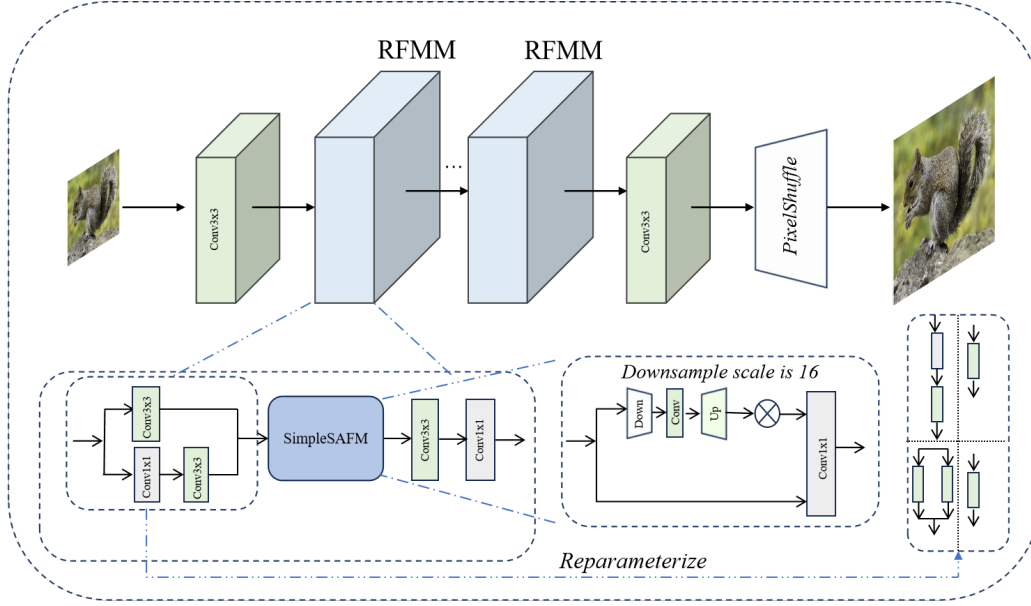 RFMM
RFMM
Conv3x3
...
Conv3x3
PixelShuffle
Conv3x3
Conv1x1
Conv3x3
SimpleSAFM
Conv3x3
Conv1x1
Downsample scale is 16
Down
Conv
Up
Conv1x1
Reparameterize